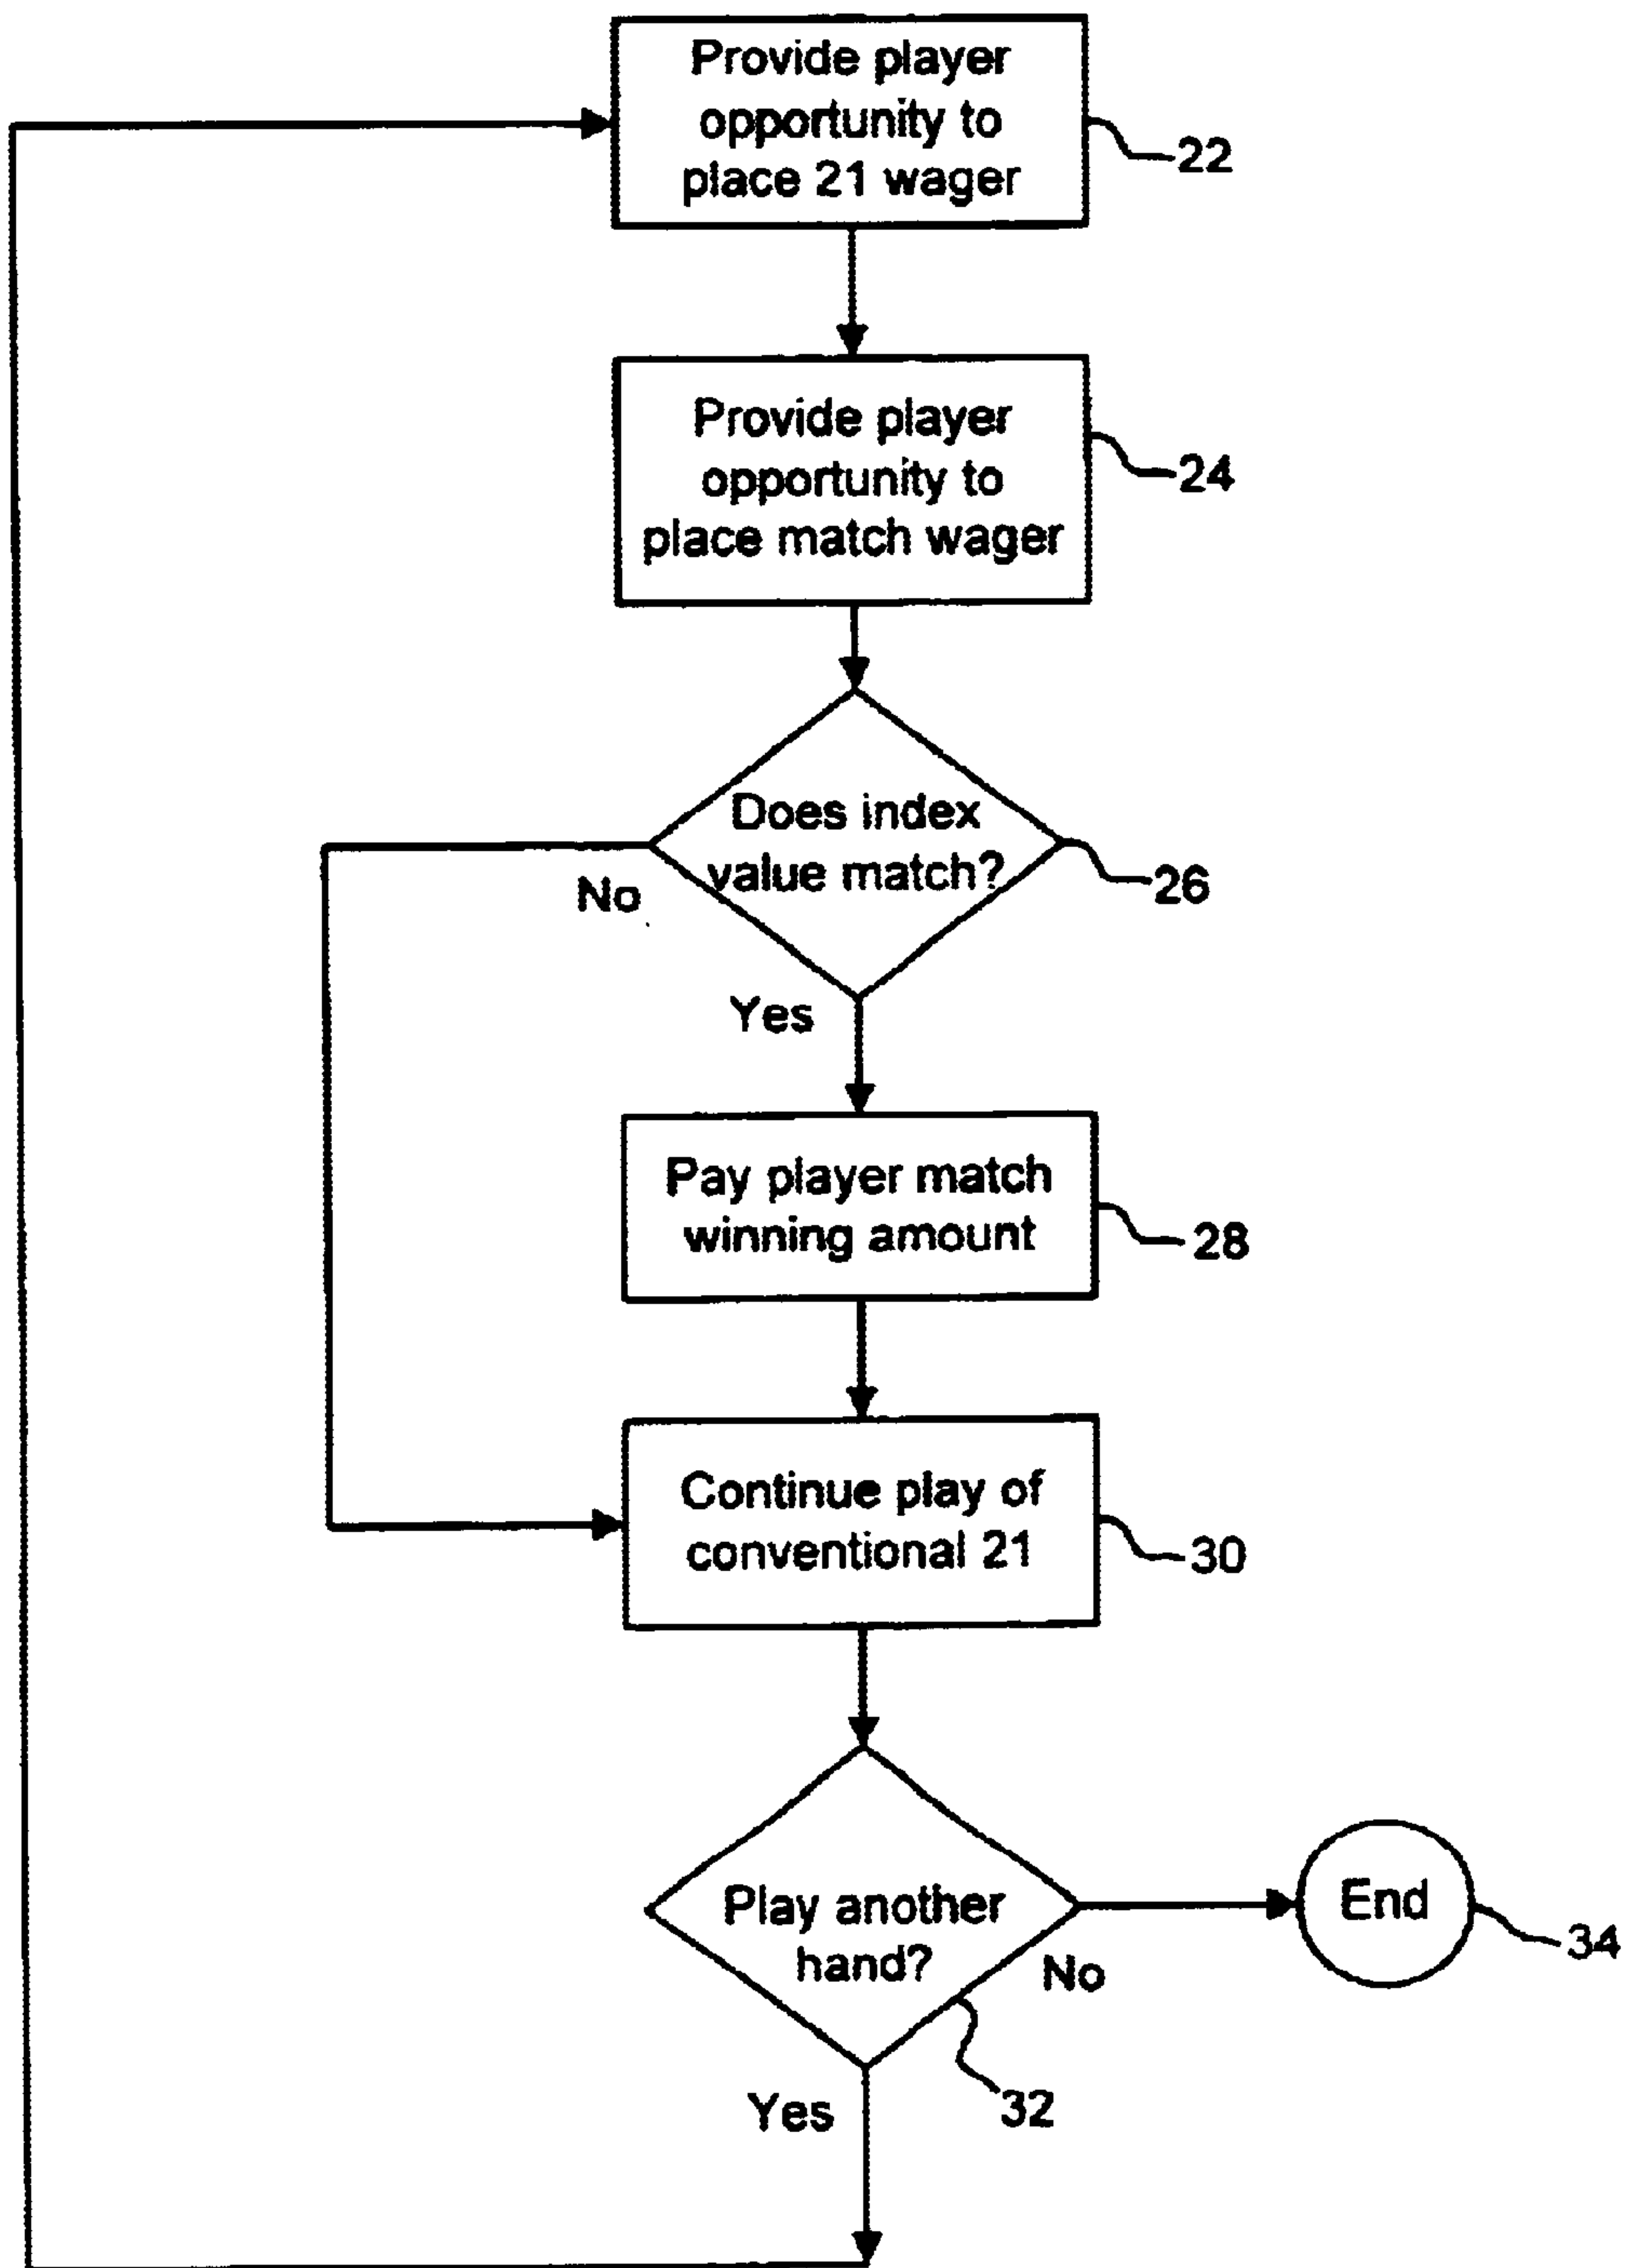 Provide player
opportunity to
place 21 wager
22
Provide player
opportunity to
place match wager
24
Does index
value match?
26
No
Yes
Pay player match
winning amount
28
Continue play of
conventional 21
30
Play another
hand?
End
34
No
32
Yes